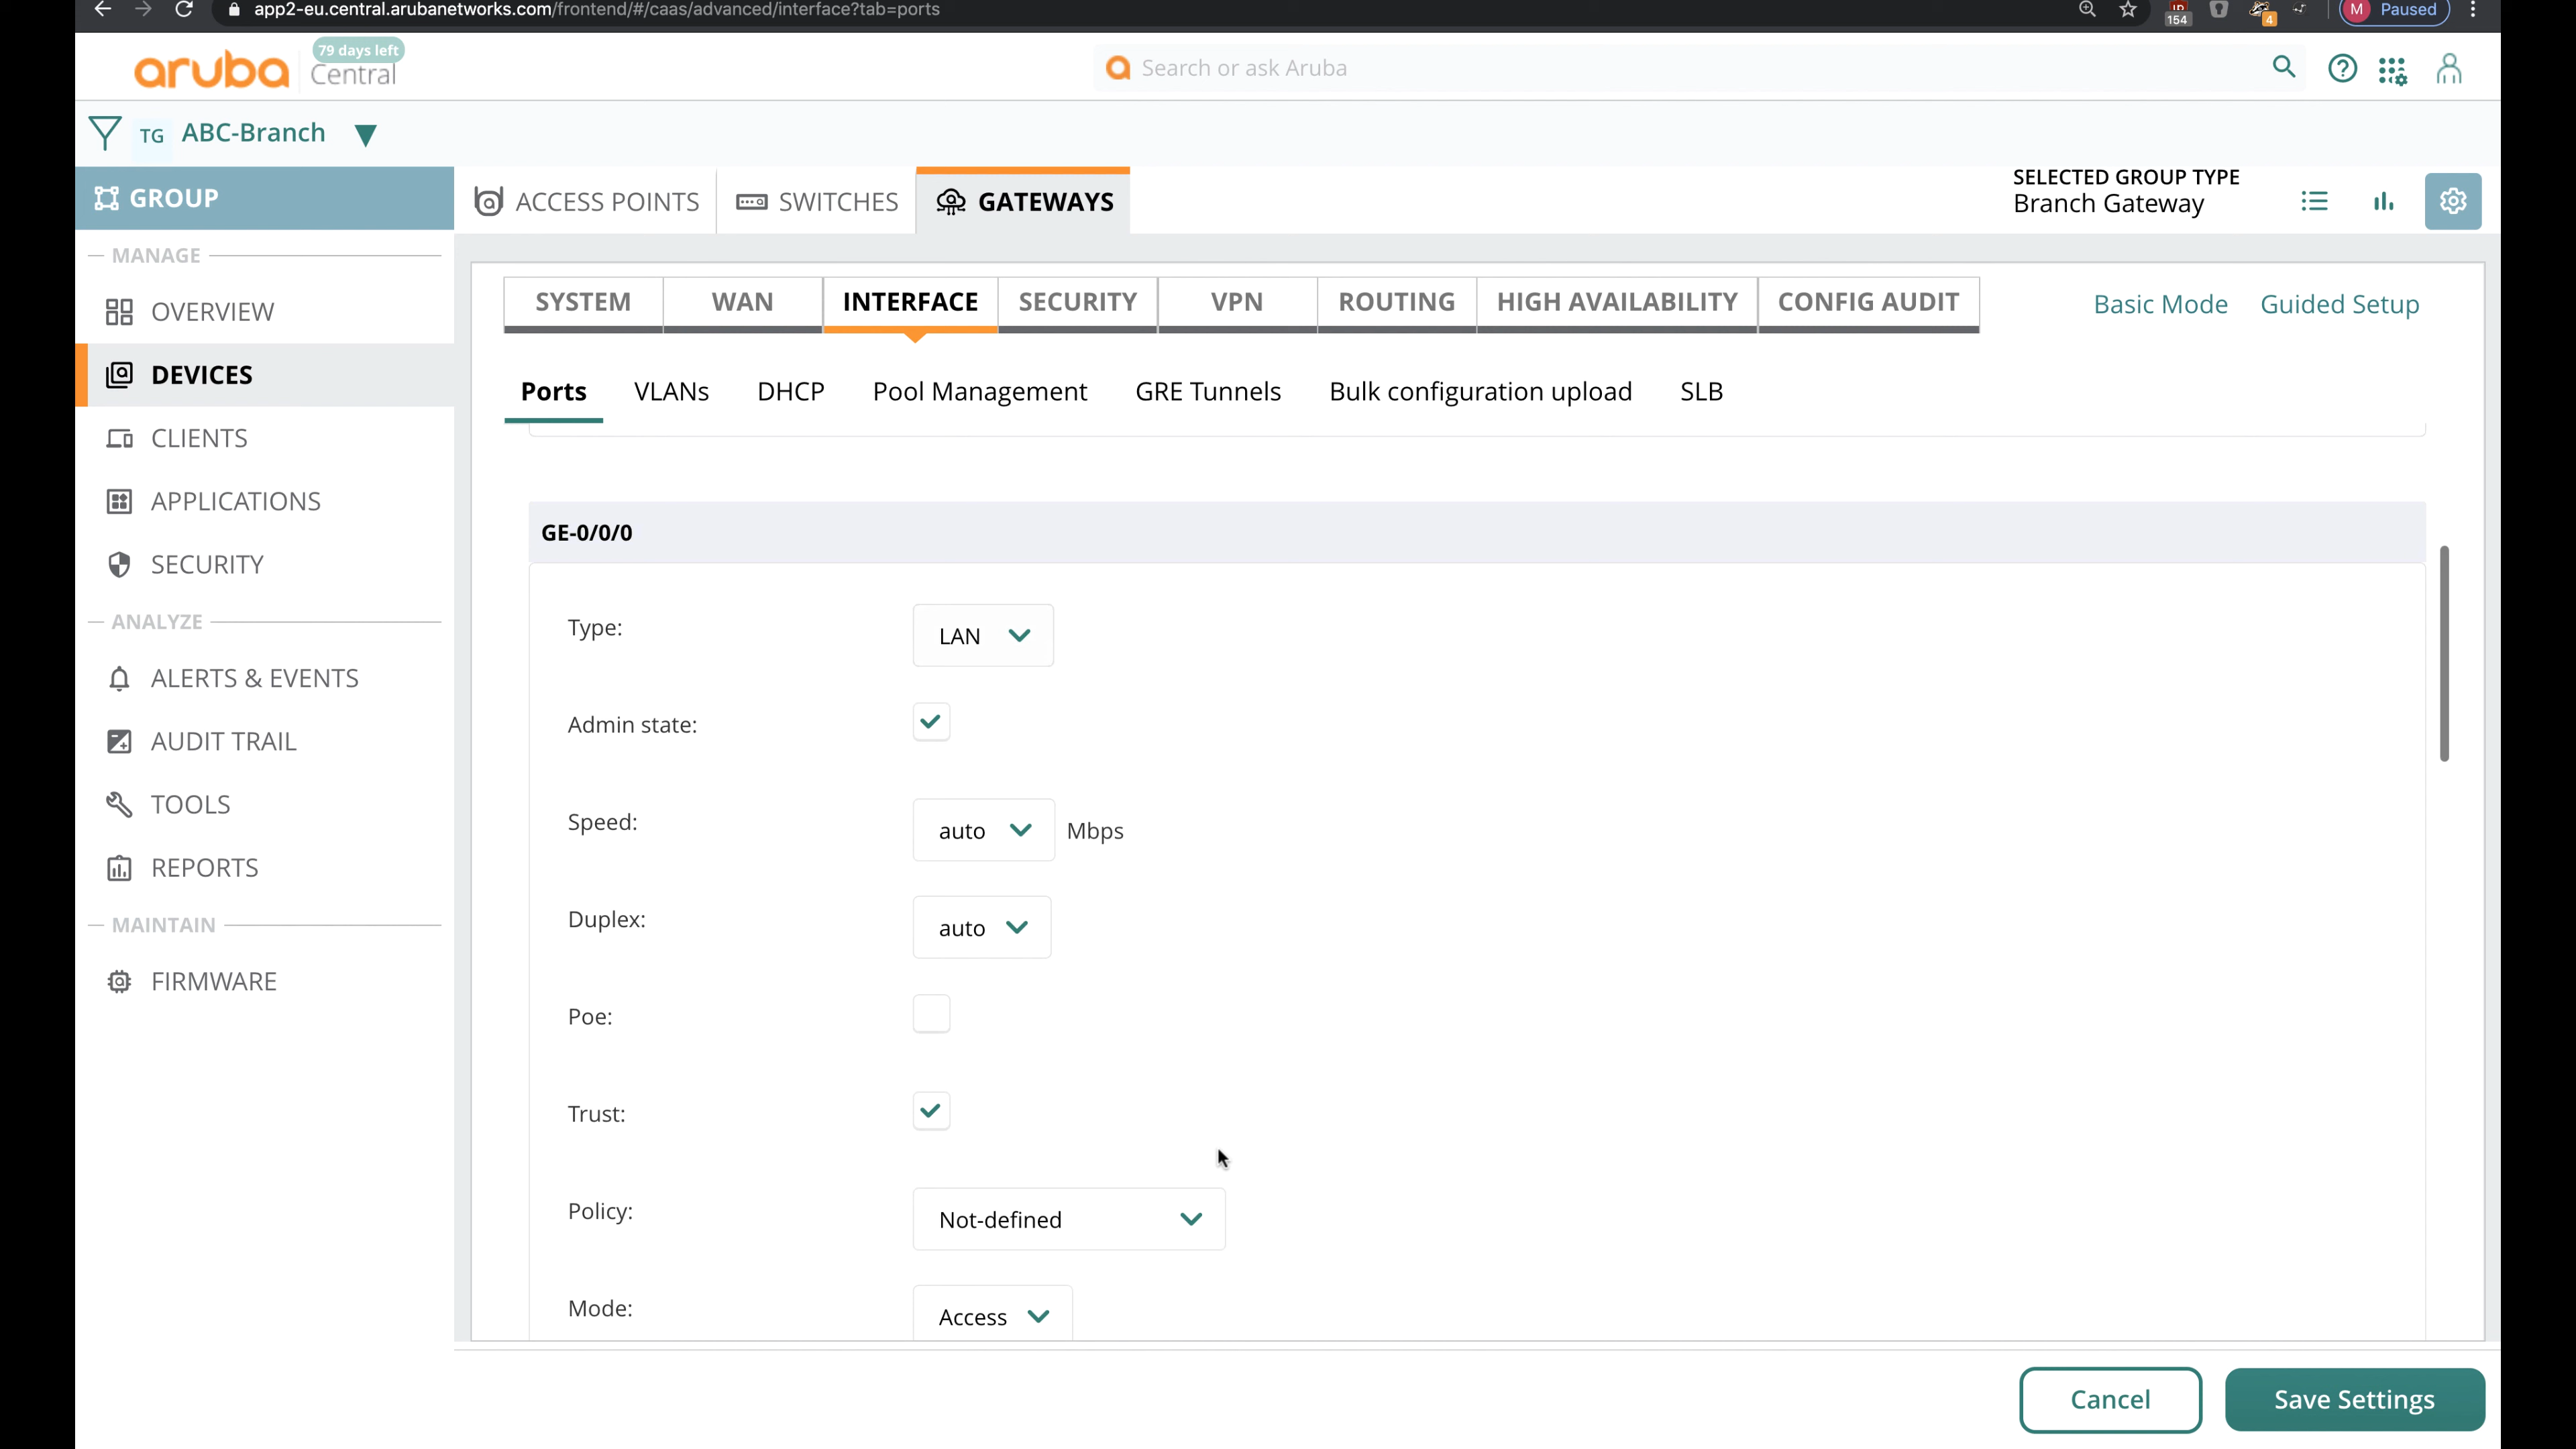 app2-eu.central.arubanetworks.com/frontend/#/caas/advanced/interface?tab=ports
154
4
M Paused
79 days left
aruba Central
Search or ask Aruba
TG ABC-Branch
GROUP
MANAGE
OVERVIEW
DEVICES
CLIENTS
APPLICATIONS
SECURITY
ANALYZE
ALERTS & EVENTS
AUDIT TRAIL
TOOLS
REPORTS
MAINTAIN
FIRMWARE
ACCESS POINTS SWITCHES GATEWAYS
SELECTED GROUP TYPE
Branch Gateway
SYSTEM WAN INTERFACE SECURITY VPN ROUTING HIGH AVAILABILITY CONFIG AUDIT
Basic Mode Guided Setup
Ports VLANs DHCP Pool Management GRE Tunnels Bulk configuration upload SLB
GE-0/0/0
Type: LAN
Admin state:
Speed: auto Mbps
Duplex: auto
Poe:
Trust:
Policy: Not-defined
Mode: Access
Cancel Save Settings